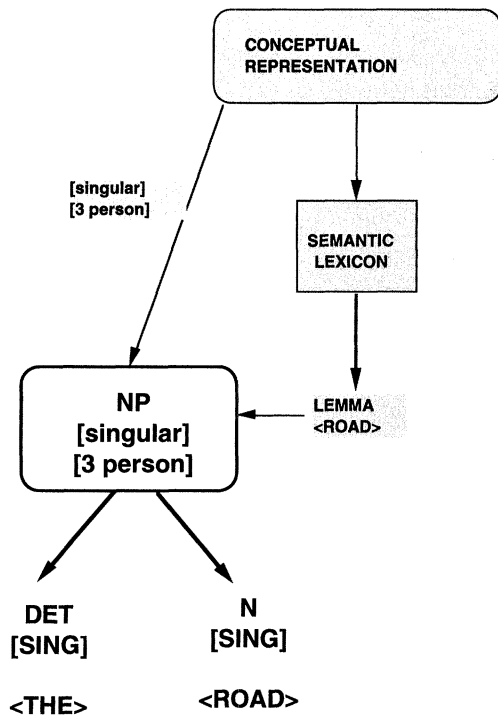 CONCEPTUAL
REPRESENTATION
[singular]
[3 person]
SEMANTIC
LEXICON
LEMMA
<ROAD>
NP
[singular]
[3 person]
DET
[SING]
<THE>
N
[SING]
<ROAD>